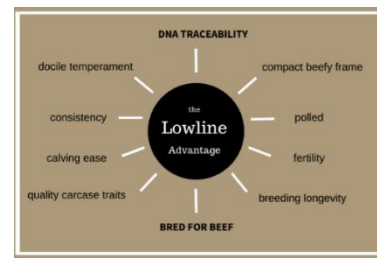 DNA TRACEABILITY
docile temperament
compact beefy frame
consistency
the
Lowline
Advantage
polled
calving ease
fertility
quality carcase traits
breeding longevity
BRED FOR BEEF